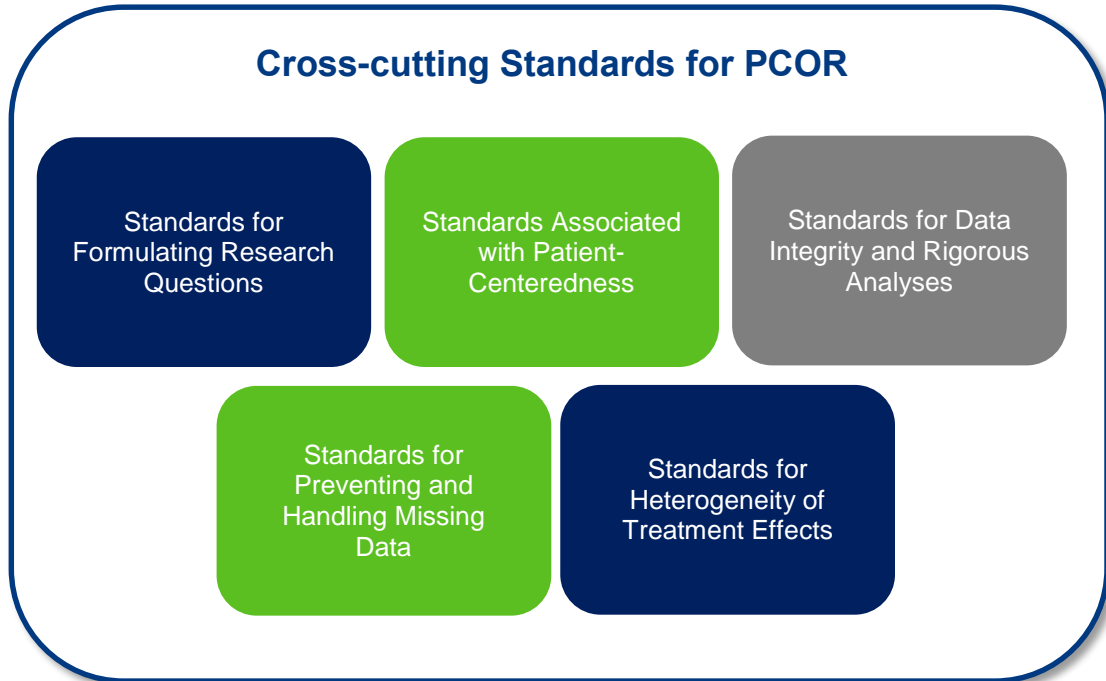 Cross-cutting Standards for PCOR
Standards for
Formulating Research
Questions
Standards Associated
with Patient-
Centeredness
Standards for Data
Integrity and Rigorous
Analyses
Standards for
Preventing and
Handling Missing
Data
Standards for
Heterogeneity of
Treatment Effects